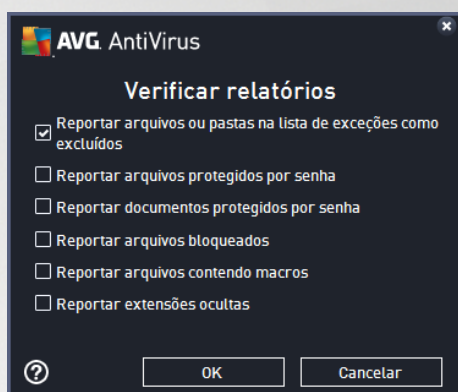 AVG. AntiVirus
Verificar relatórios
Reportar arquivos ou pastas na lista de exceções como
excluídos
Reportar arquivos protegidos por senha
Reportar documentos protegidos por senha
Reportar arquivos bloqueados
Reportar arquivos contendo macros
Reportar extensões ocultas
?
OK
Cancelar